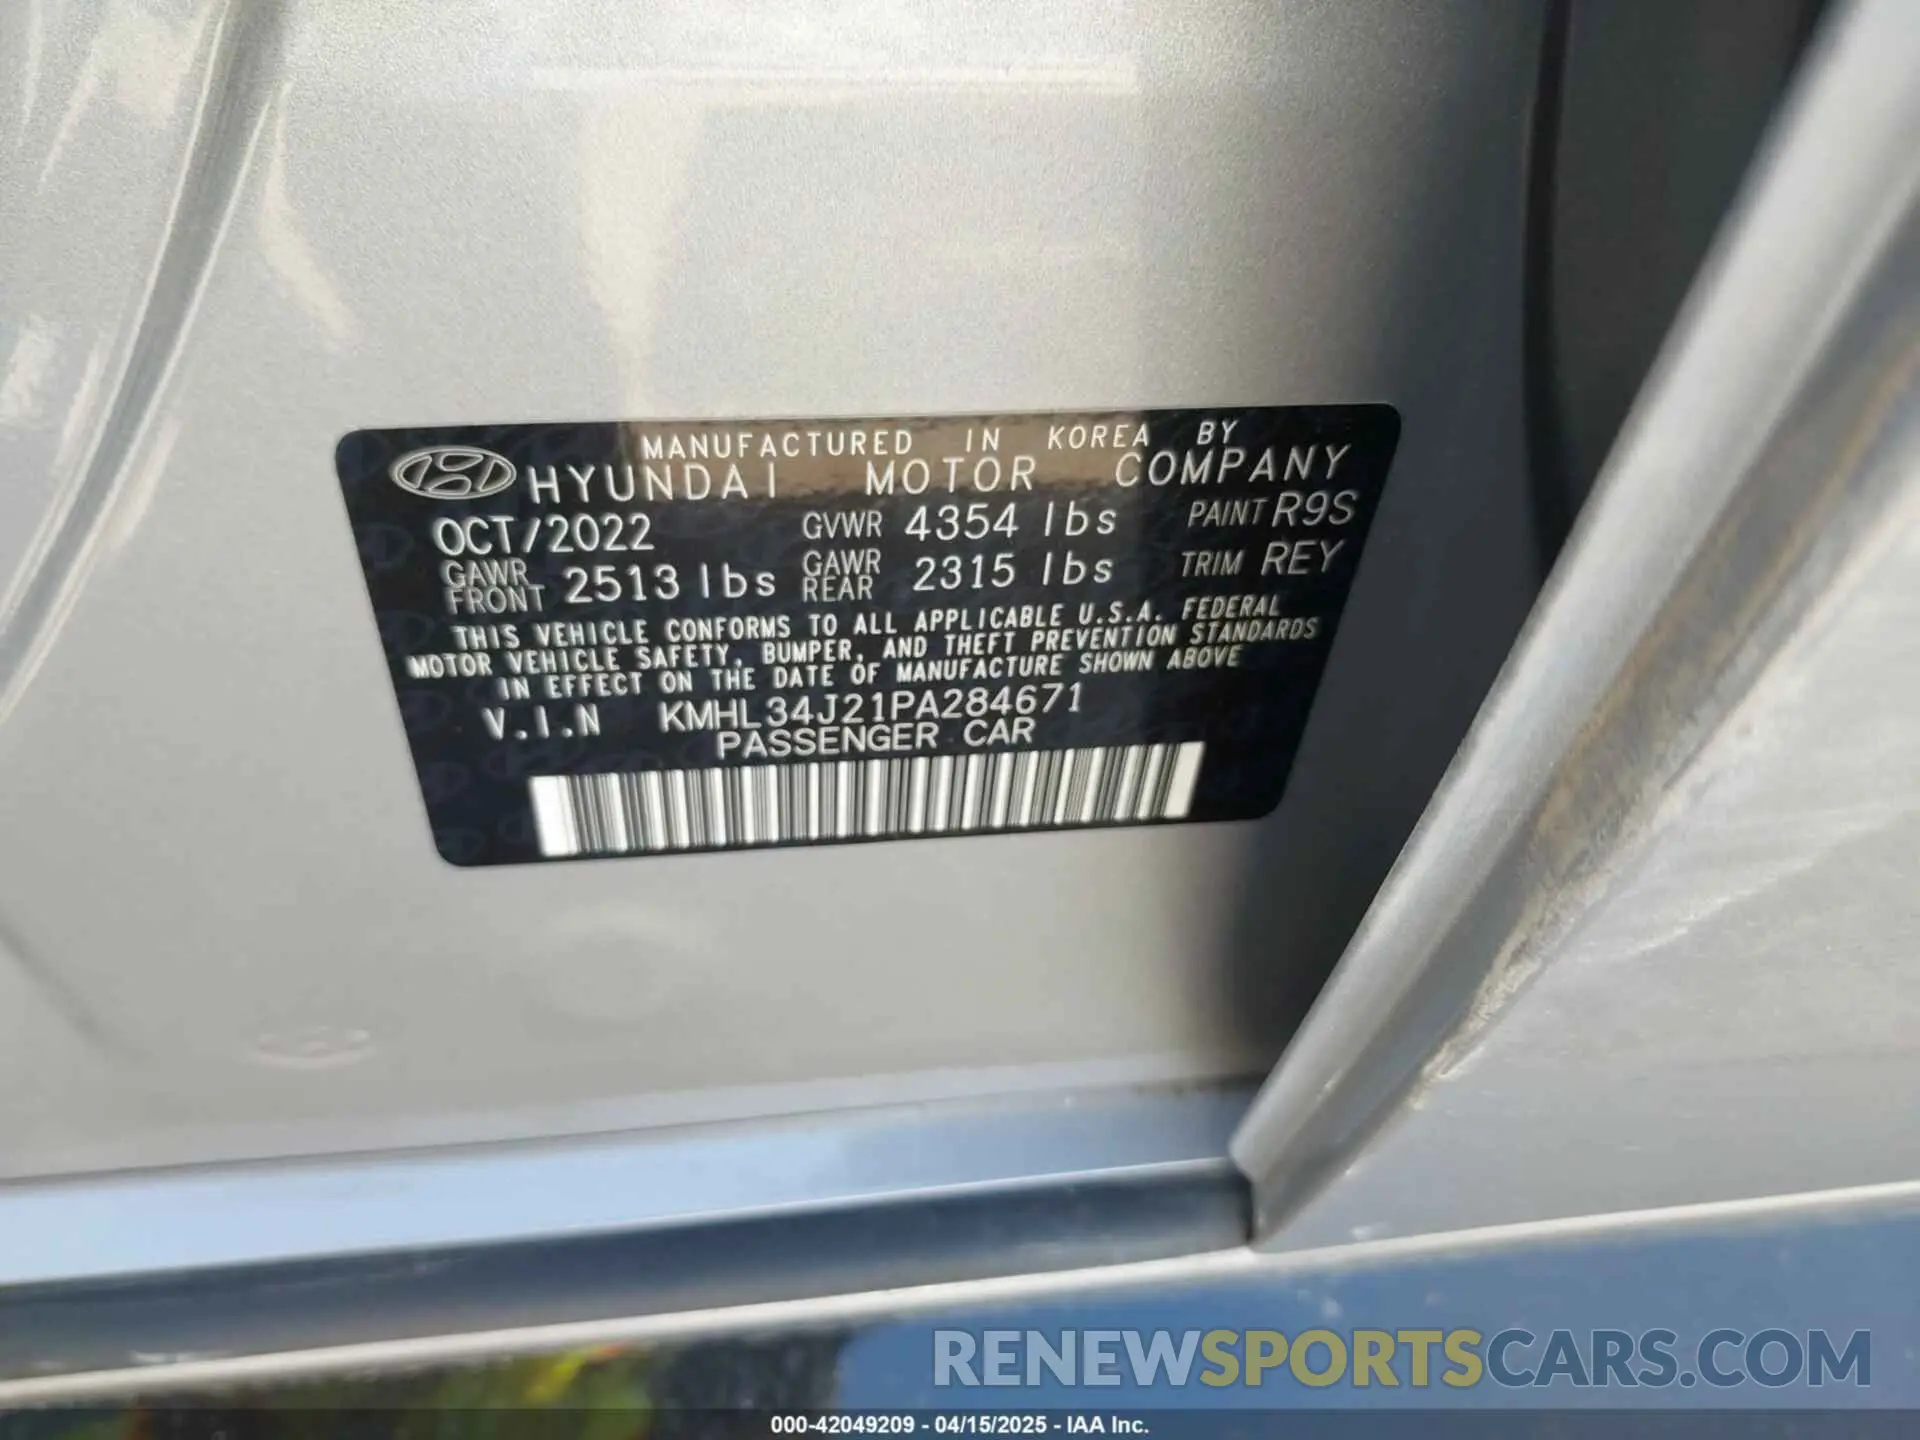 MANUFACTURED IN KOREA BY
HYUNDAI MOTOR COMPANY
OCT/2022 GVWR 4354 lbs PAINT R9S
GAWR FRONT 2513 lbs GAWR REAR 2315 lbs TRIM REY
THIS VEHICLE CONFORMS TO ALL APPLICABLE U.S.A. FEDERAL
MOTOR VEHICLE SAFETY, BUMPER, AND THEFT PREVENTION STANDARDS
IN EFFECT ON THE DATE OF MANUFACTURE SHOWN ABOVE
V.I.N KMHL34J21PA284671
PASSENGER CAR
RENEWSPORTSCARS.COM
000-42049209 - 04/15/2025 - IAA Inc.